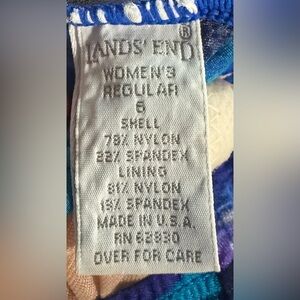 LANDS' END®
WOMEN'S
REGULAR
6
SHELL
78% NYLON
22% SPANDEX
LINING
81% NYLON
19% SPANDEX
MADE IN U.S.A.
RN 62830
OVER FOR CARE